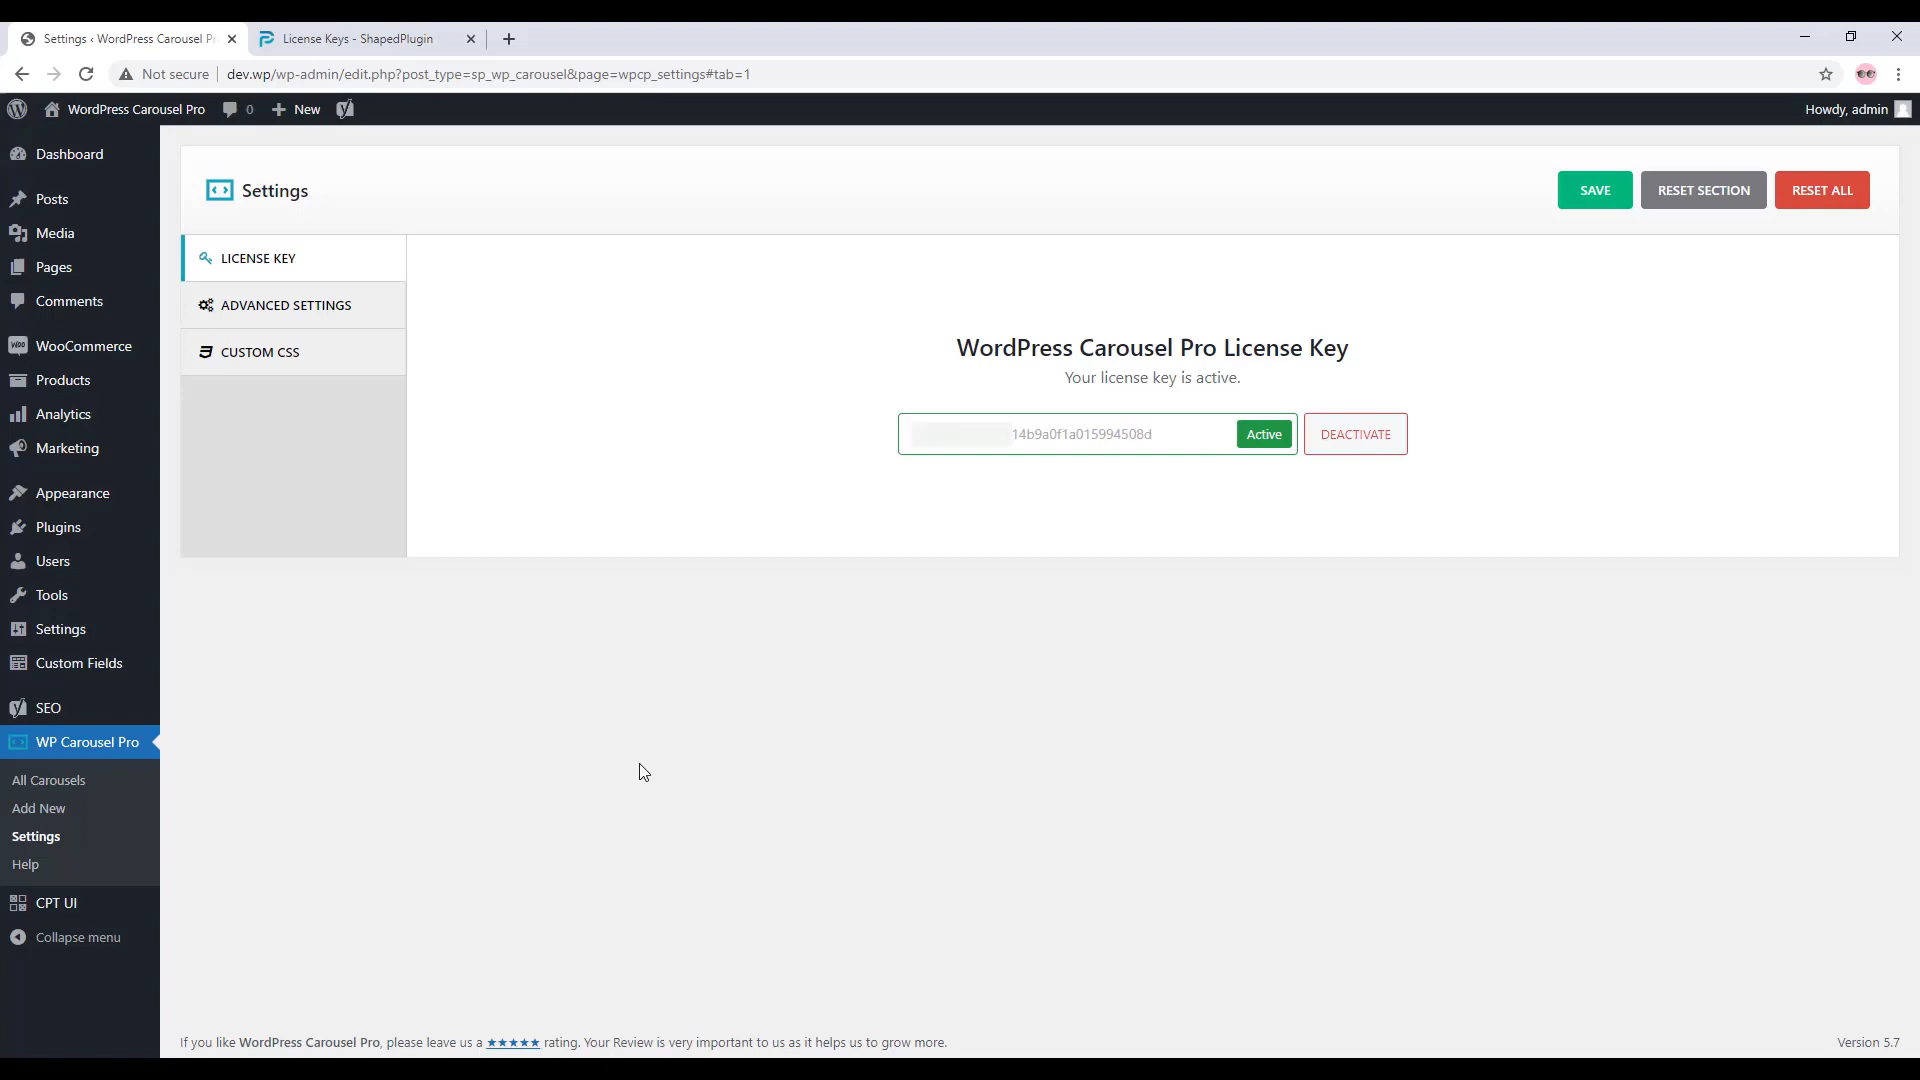 Settings ‹ WordPress Carousel Pr
License Keys - ShapedPlugin
Not secure
dev.wp/wp-admin/edit.php?post_type=sp_wp_carousel&page=wpcp_settings#tab=1
WordPress Carousel Pro
0
New
Howdy, admin
Dashboard
Posts
Media
Pages
Comments
WooCommerce
Products
Analytics
Marketing
Appearance
Plugins
Users
Tools
Settings
Custom Fields
SEO
WP Carousel Pro
All Carousels
Add New
Settings
Help
CPT UI
Collapse menu
Settings
SAVE
RESET SECTION
RESET ALL
LICENSE KEY
ADVANCED SETTINGS
CUSTOM CSS
WordPress Carousel Pro License Key
Your license key is active.
14b9a0f1a015994508d
Active
DEACTIVATE
If you like WordPress Carousel Pro, please leave us a ★★★★★ rating. Your Review is very important to us as it helps us to grow more.
Version 5.7